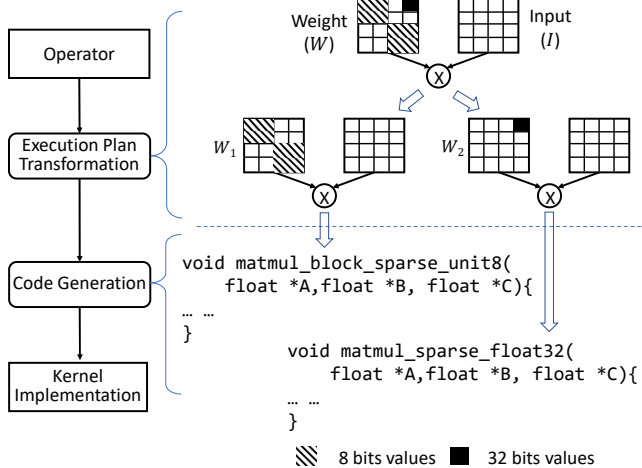 Weight
(W)
Input
(I)
X
Operator
Execution Plan
Transformation
W1
W2
X
X
Code Generation
void matmul_block_sparse_unit8(
float *A,float *B, float *C){
… …
}
void matmul_sparse_float32(
float *A,float *B, float *C){
… …
}
Kernel
Implementation
8 bits values
32 bits values